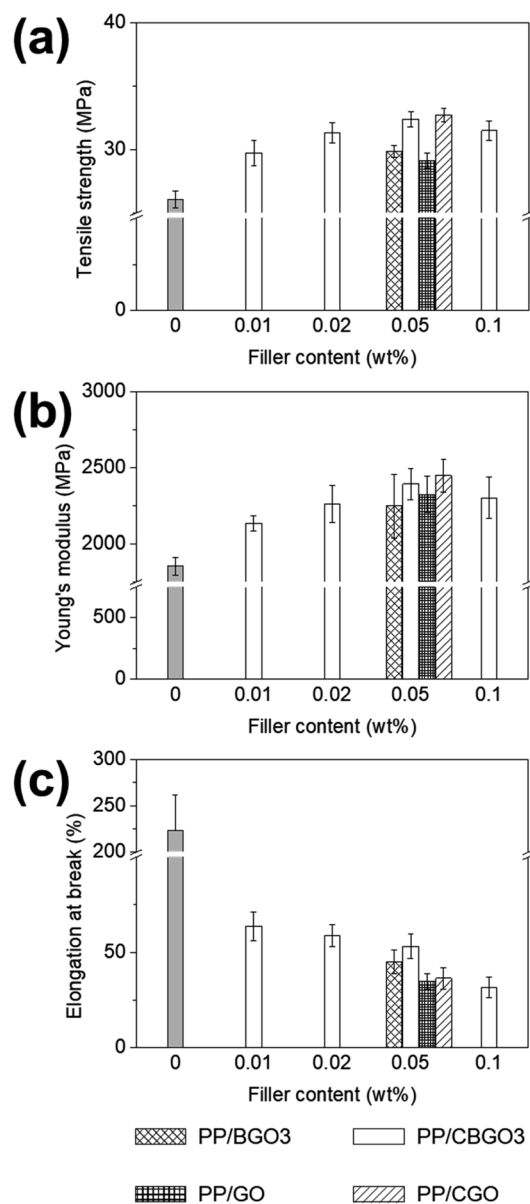 (a)
Tensile strength (MPa)
40
30
0
0 0.01 0.02 0.05 0.1
Filler content (wt%)
(b)
Young's modulus (MPa)
3000
2500
2000
500
0
0 0.01 0.02 0.05 0.1
Filler content (wt%)
(c)
Elongation at break (%)
300
250
200
50
0
0 0.01 0.02 0.05 0.1
Filler content (wt%)
PP/BGO3 PP/CBGO3
PP/GO PP/CGO